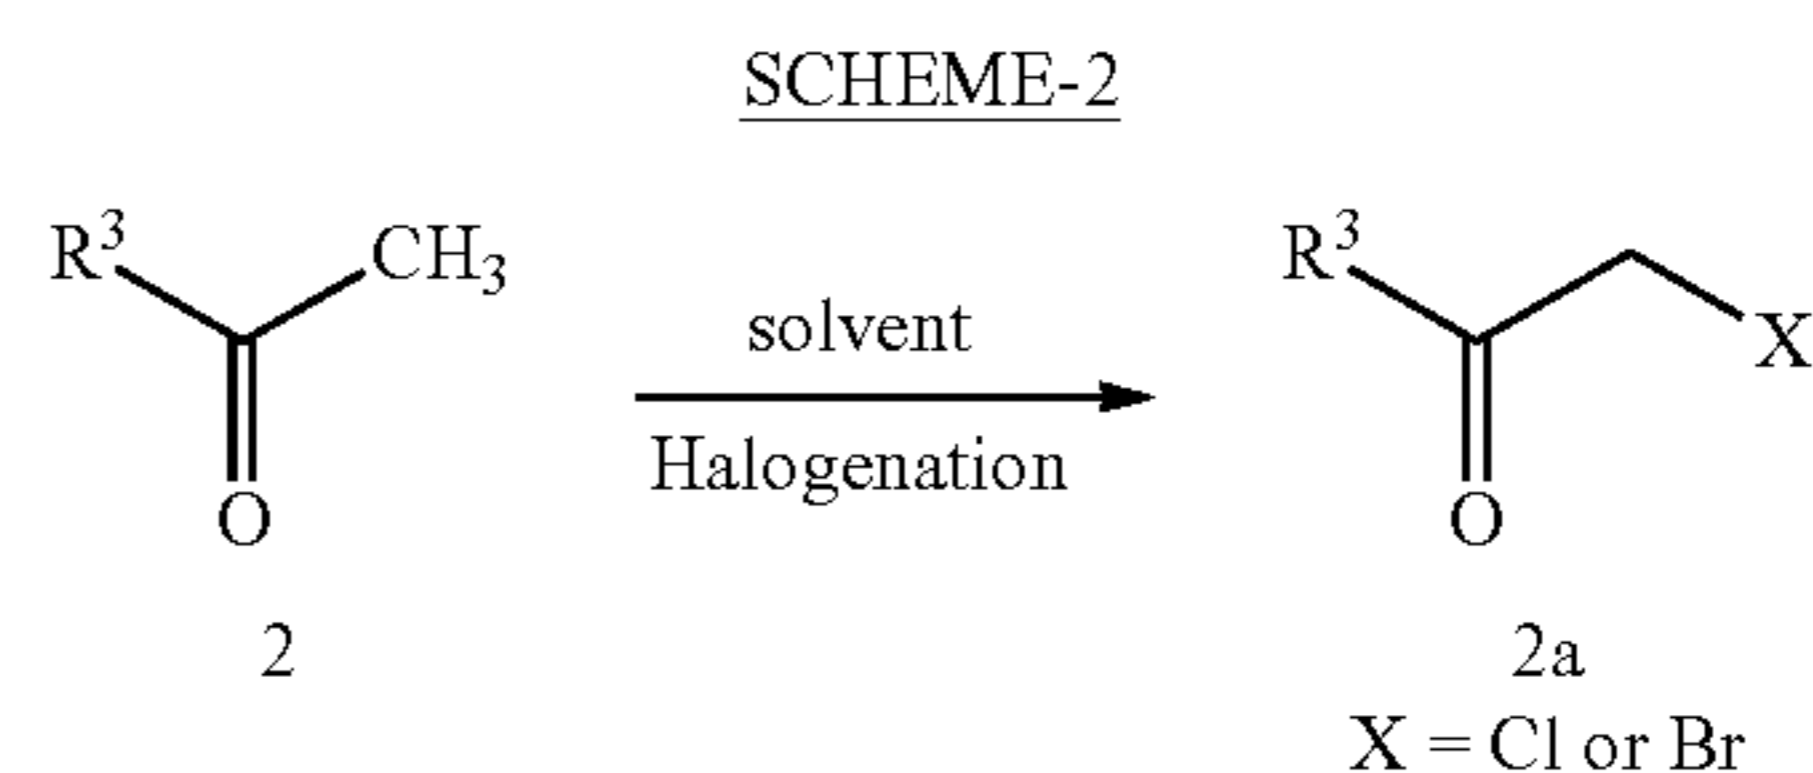 SCHEME-2
R³ CH₃
O
2
solvent
Halogenation
R³ X
O
2a
X = Cl or Br